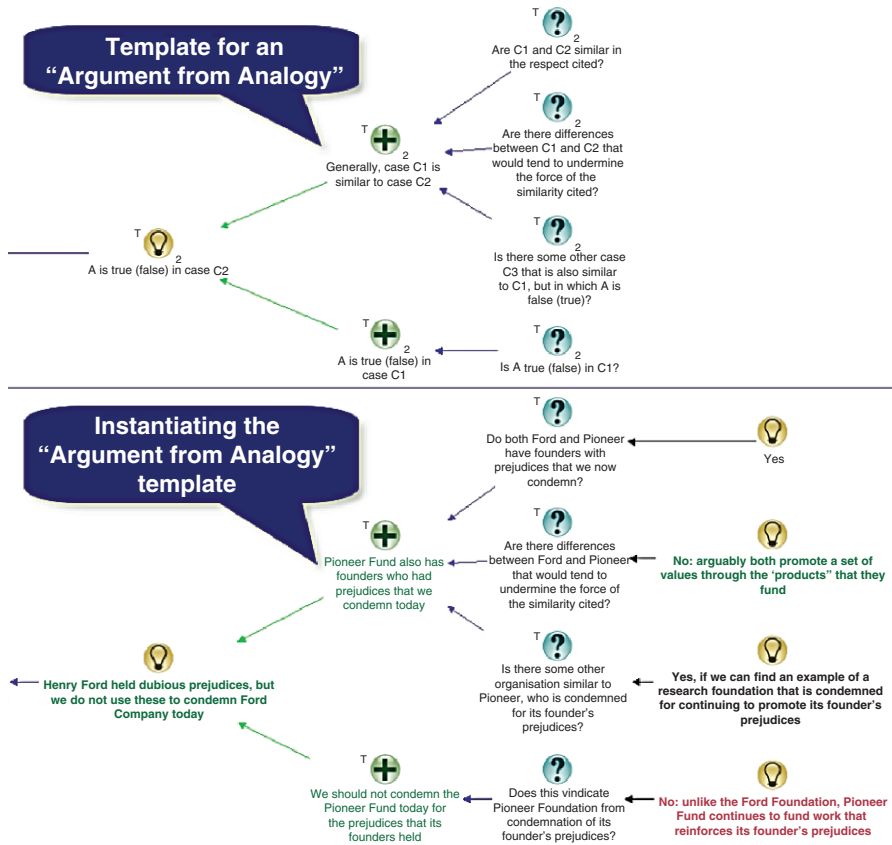 Template for an
“Argument from Analogy”
T
2
Are C1 and C2 similar in
the respect cited?
T
2
Are there differences
between C1 and C2 that
would tend to undermine
the force of the
similarity cited?
T
2
Generally, case C1 is
similar to case C2
T
2
Is there some other case
C3 that is also similar
to C1, but in which A is
false (true)?
T
2
A is true (false) in case C2
T
2
A is true (false) in
case C1
T
2
Is A true (false) in C1?
Instantiating the
“Argument from Analogy”
template
T
Do both Ford and Pioneer
have founders with
prejudices that we now
condemn?
Yes
T
Pioneer Fund also has
founders who had
prejudices that we
condemn today
T
Are there differences
between Ford and Pioneer
that would tend to
undermine the force of
the similarity cited?
No: arguably both promote a set of
values through the ‘products” that they
fund
Henry Ford held dubious prejudices, but
we do not use these to condemn Ford
Company today
T
Is there some other
organisation similar to
Pioneer, who is condemned
for its founder’s
prejudices?
Yes, if we can find an example of a
research foundation that is condemned
for continuing to promote its founder’s
prejudices
T
We should not condemn the
Pioneer Fund today for
the prejudices that its
founders held
Does this vindicate
Pioneer Foundation from
condemnation of its
founder’s prejudices?
No: unlike the Ford Foundation, Pioneer
Fund continues to fund work that
reinforces its founder’s prejudices